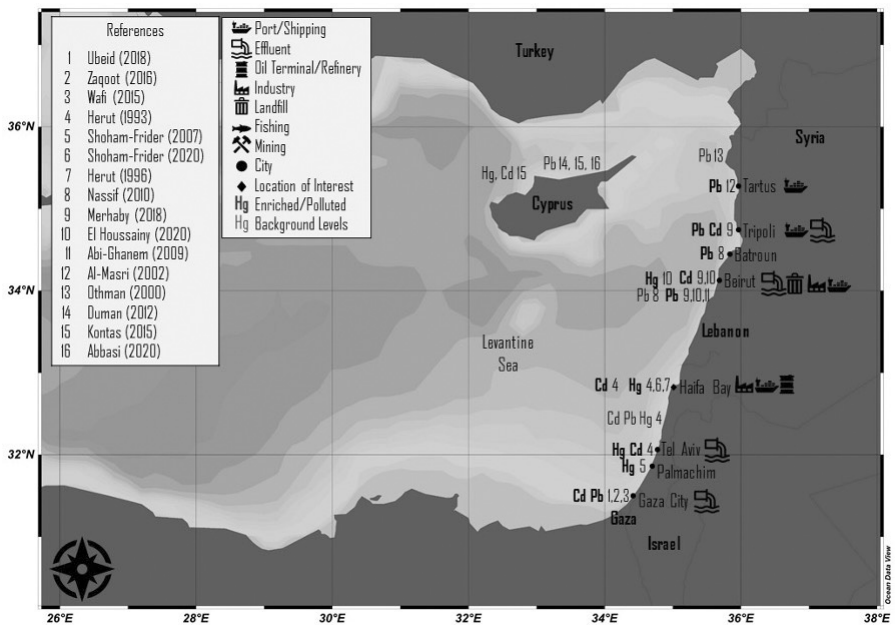 References
1 Ubeid (2018)
2 Zaqoot (2016)
3 Wafi (2015)
4 Herut (1993)
5 Shoham-Frider (2007)
6 Shoham-Frider (2020)
7 Herut (1996)
8 Nassif (2010)
9 Merhaby (2018)
10 El Houssainy (2020)
11 Abi-Ghanem (2009)
12 Al-Masri (2002)
13 Othman (2000)
14 Duman (2012)
15 Kontas (2015)
16 Abbasi (2020)
Port/Shipping
Effluent
Oil Terminal/Refinery
Industry
Landfill
Fishing
Mining
City
Location of Interest
Hg Enriched/Polluted
Hg Background Levels
Turkey
Syria
Pb 13
Pb 14, 15, 16
Hg, Cd 15
Cyprus
Pb 12 Tartus
Pb Cd 9 Tripoli
Pb 8 Batroun
Hg 10 Cd 9,10 Beirut
Pb 8 Pb 9,10,11
Lebanon
Levantine
Sea
Cd 4 Hg 4,6,7 Haifa Bay
Cd Pb Hg 4
Hg Cd 4 Tel Aviv
Hg 5 Palmachim
Cd Pb 1,2,3 Gaza City
Gaza
Israel
36°N
34°N
32°N
26°E 28°E 30°E 32°E 34°E 36°E 38°E
Ocean Data View